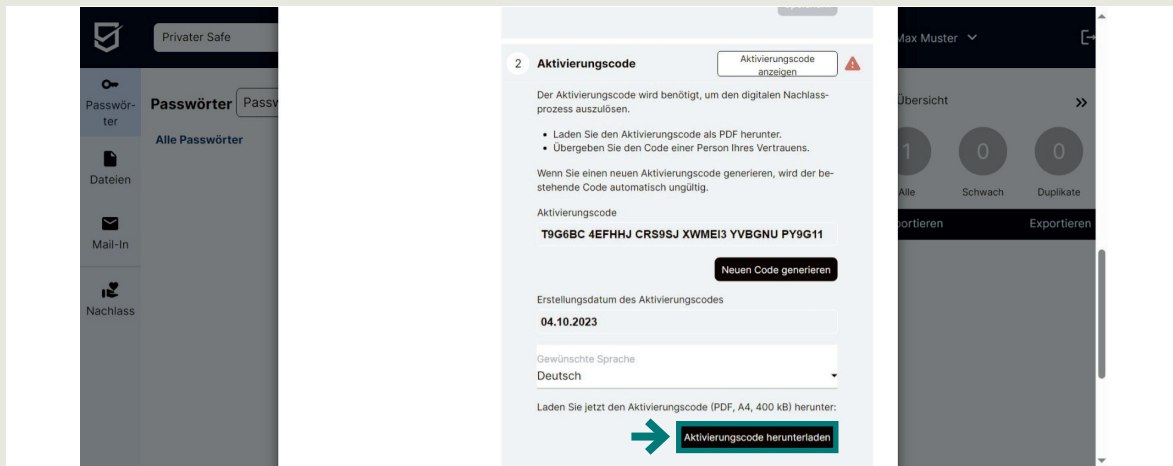 Privater Safe
Max Muster
Passwör-
ter
Dateien
Mail-In
Nachlass
Passwörter
Alle Passwörter
2 Aktivierungscode
Aktivierungscode
anzeigen
Der Aktivierungscode wird benötigt, um den digitalen Nachlass-
prozess auszulösen.
• Laden Sie den Aktivierungscode als PDF herunter.
• Übergeben Sie den Code einer Person Ihres Vertrauens.
Wenn Sie einen neuen Aktivierungscode generieren, wird der be-
stehende Code automatisch ungültig.
Aktivierungscode
T9G6BC 4EFHHJ CRS9SJ XWMEI3 YVBGNU PY9G11
Neuen Code generieren
Erstellungsdatum des Aktivierungscodes
04.10.2023
Gewünschte Sprache
Deutsch
Laden Sie jetzt den Aktivierungscode (PDF, A4, 400 kB) herunter:
Aktivierungscode herunterladen
Übersicht
1 0 0
Alle Schwach Duplikate
Exportieren